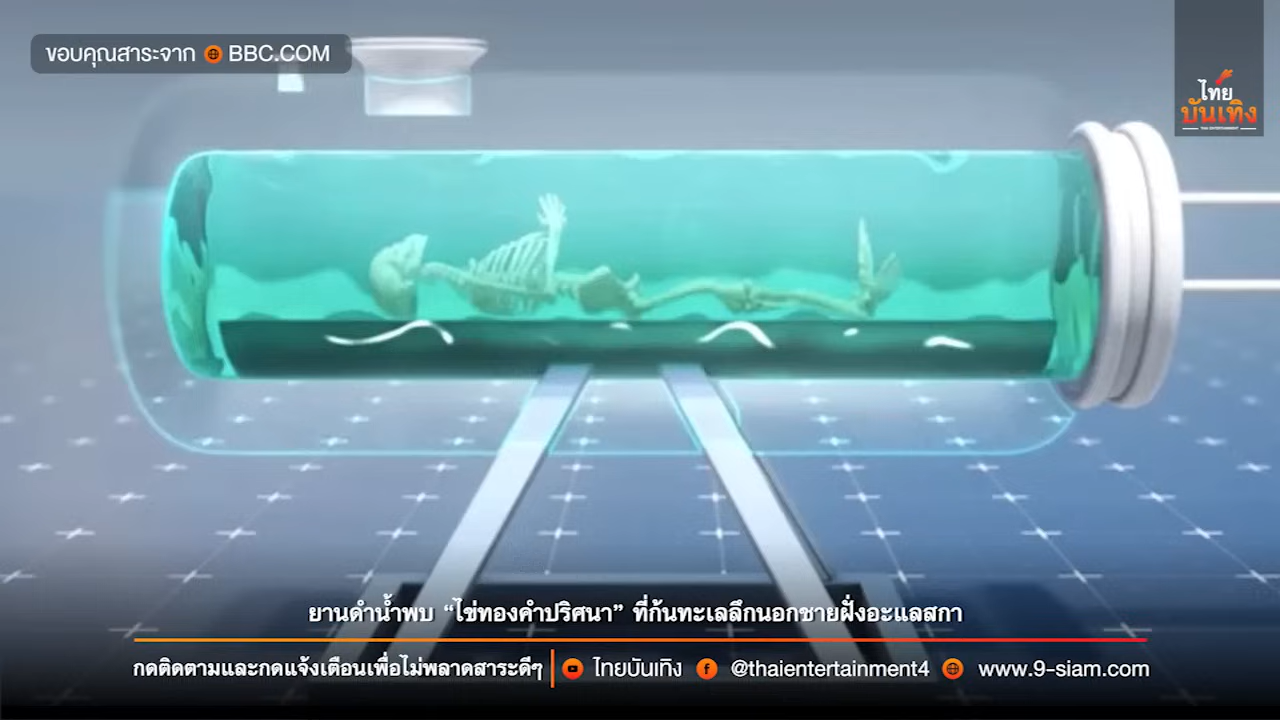 ขอบคุณสาระจาก BBC.COM
ไทย
บันเทิง
THAI ENTERTAINMENT
ยานดำน้ำพบ “ไข่ทองคำปริศนา” ที่ก้นทะเลลึกนอกชายฝั่งอะแลสกา
กดติดตามและกดแจ้งเตือนเพื่อไม่พลาดสาระดีๆ ไทยบันเทิง @thaientertainment4 www.9-siam.com